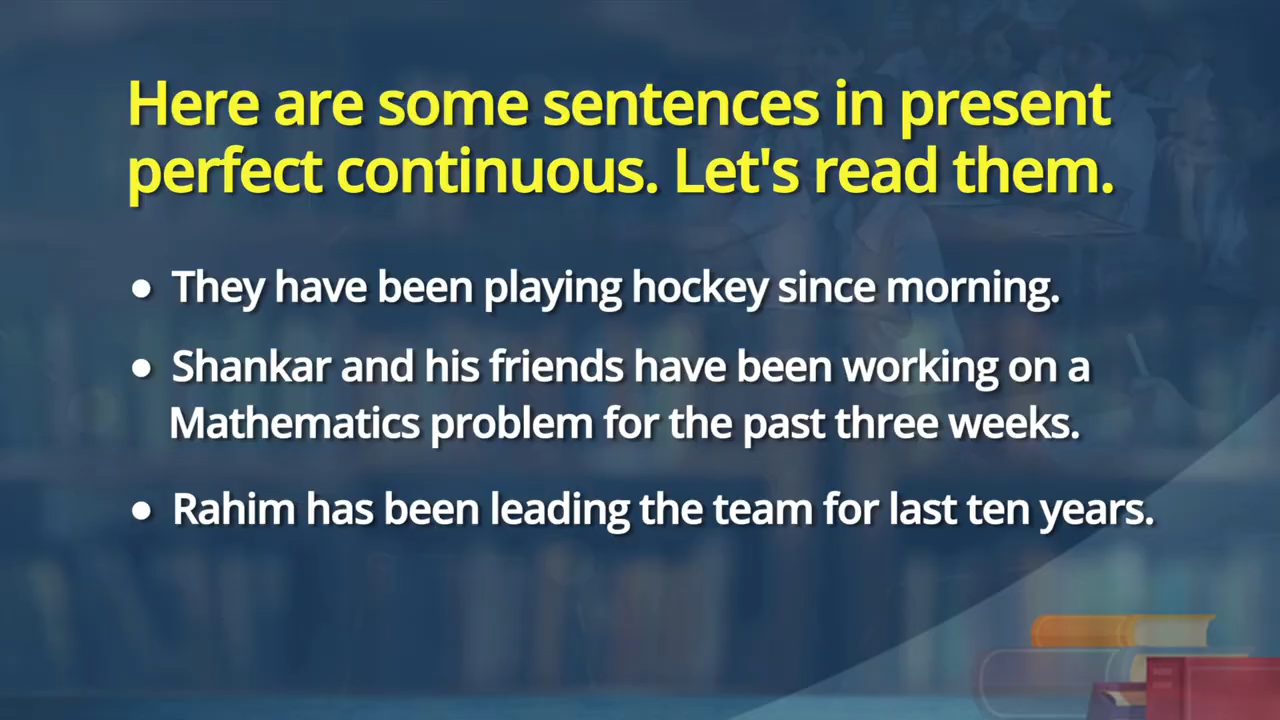 Here are some sentences in present
perfect continuous. Let's read them.
• They have been playing hockey since morning.
• Shankar and his friends have been working on a
Mathematics problem for the past three weeks.
• Rahim has been leading the team for last ten years.